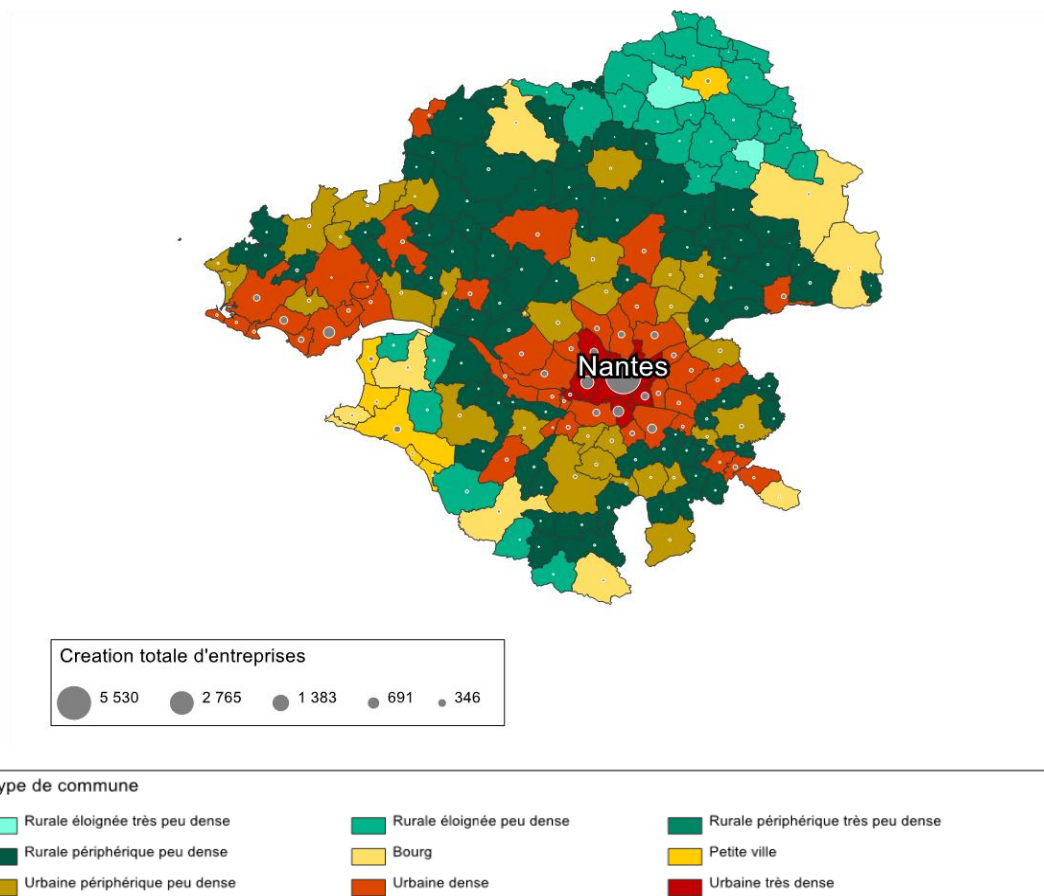 Nantes
Creation totale d'entreprises
5 530 2 765 1 383 691 346
ype de commune
Rurale éloignée très peu dense Rurale éloignée peu dense Rurale périphérique très peu dense
Rurale périphérique peu dense Bourg Petite ville
Urbaine périphérique peu dense Urbaine dense Urbaine très dense